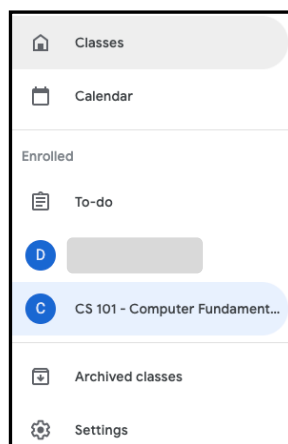 Classes
Calendar
Enrolled
To-do
D
C CS 101 - Computer Fundament...
Archived classes
Settings